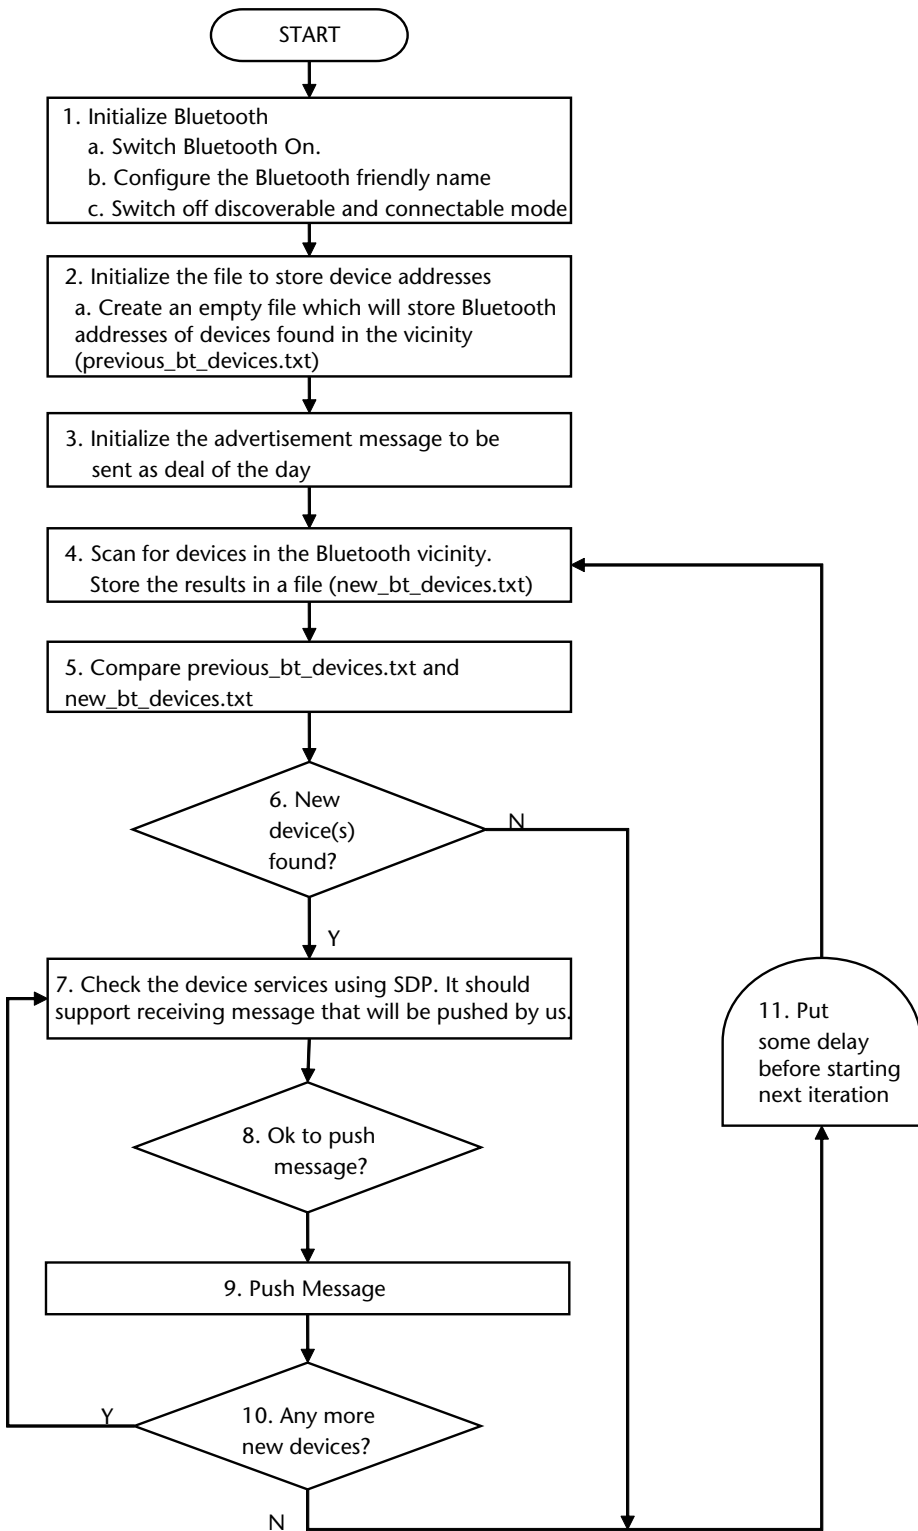 START
1. Initialize Bluetooth
a. Switch Bluetooth On.
b. Configure the Bluetooth friendly name
c. Switch off discoverable and connectable mode
2. Initialize the file to store device addresses
a. Create an empty file which will store Bluetooth
addresses of devices found in the vicinity
(previous_bt_devices.txt)
3. Initialize the advertisement message to be
sent as deal of the day
4. Scan for devices in the Bluetooth vicinity.
Store the results in a file (new_bt_devices.txt)
5. Compare previous_bt_devices.txt and
new_bt_devices.txt
6. New
device(s)
found?
N
Y
7. Check the device services using SDP. It should
support receiving message that will be pushed by us.
8. Ok to push
message?
9. Push Message
10. Any more
new devices?
Y
N
11. Put
some delay
before starting
next iteration